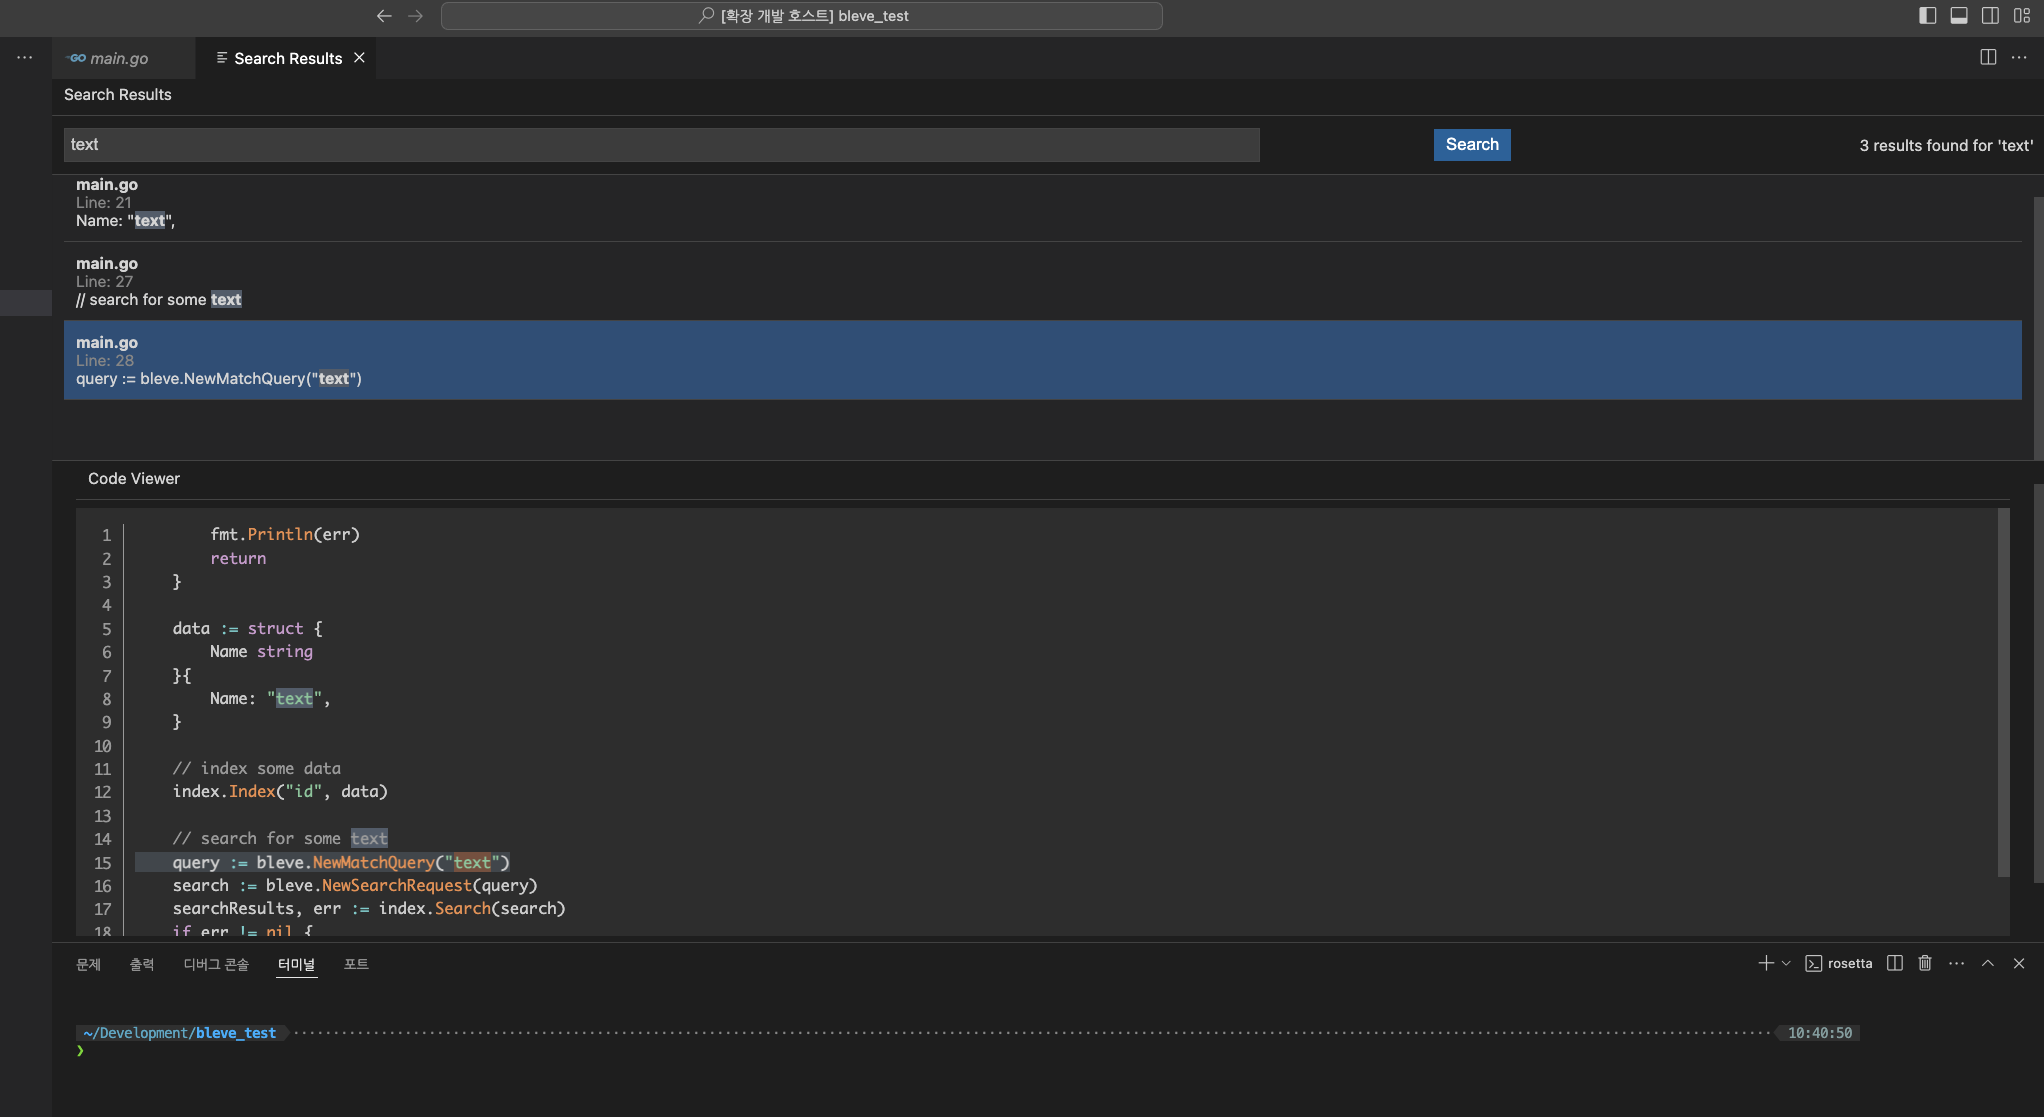 [확장 개발 호스트] bleve_test
GO main.go
Search Results
Search Results
text
Search
3 results found for 'text'
main.go
Line: 21
Name: "text",
main.go
Line: 27
// search for some text
main.go
Line: 28
query := bleve.NewMatchQuery("text")
Code Viewer
1 fmt.Println(err)
2 return
3 }
4
5 data := struct {
6 Name string
7 }{
8 Name: "text",
9 }
10
11 // index some data
12 index.Index("id", data)
13
14 // search for some text
15 query := bleve.NewMatchQuery("text")
16 search := bleve.NewSearchRequest(query)
17 searchResults, err := index.Search(search)
18 if err != nil {
문제 출력 디버그 콘솔 터미널 포트
rosetta
~/Development/bleve_test
10:40:50
❯